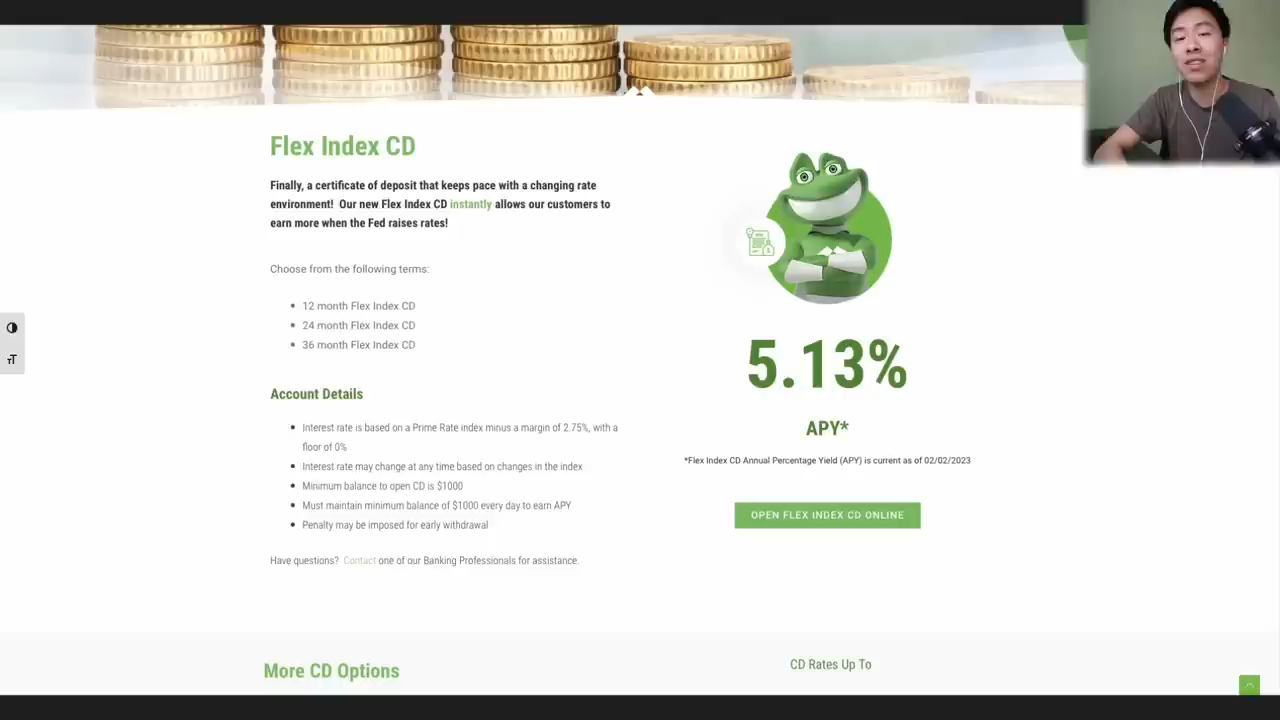 Flex Index CD
Finally, a certificate of deposit that keeps pace with a changing rate
environment! Our new Flex Index CD instantly allows our customers to
earn more when the Fed raises rates!
Choose from the following terms:
12 month Flex Index CD
24 month Flex Index CD
36 month Flex Index CD
Account Details
Interest rate is based on a Prime Rate index minus a margin of 2.75%, with a
floor of 0%
Interest rate may change at any time based on changes in the index
Minimum balance to open CD is $1000
Must maintain minimum balance of $1000 every day to earn APY
Penalty may be imposed for early withdrawal
Have questions? Contact one of our Banking Professionals for assistance.
5.13%
APY*
*Flex Index CD Annual Percentage Yield (APY) is current as of 02/02/2023
OPEN FLEX INDEX CD ONLINE
More CD Options
CD Rates Up To